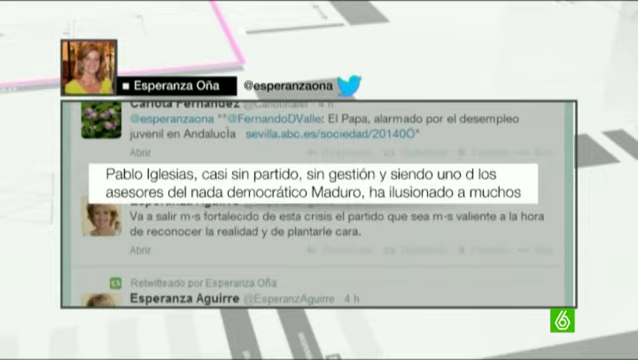 Esperanza Oña @esperanzaona
Carlota Fernández
@esperanzaona "@FernandoDValle: El Papa, alarmado por el desempleo
juvenil en Andalucìa sevilla.abc.es/sociedad/20140Ó"
Abrir
Pablo Iglesias, casi sin partido, sin gestión y siendo uno d los
asesores del nada democrático Maduro, ha ilusionado a muchos
Va a salir m-s fortalecido de esta crisis el partido que sea m-s valiente a la hora
de reconocer la realidad y de plantarle cara.
Abrir
Retwitteado por Esperanza Oña
Esperanza Aguirre @EsperanzAguirre 4 h
6